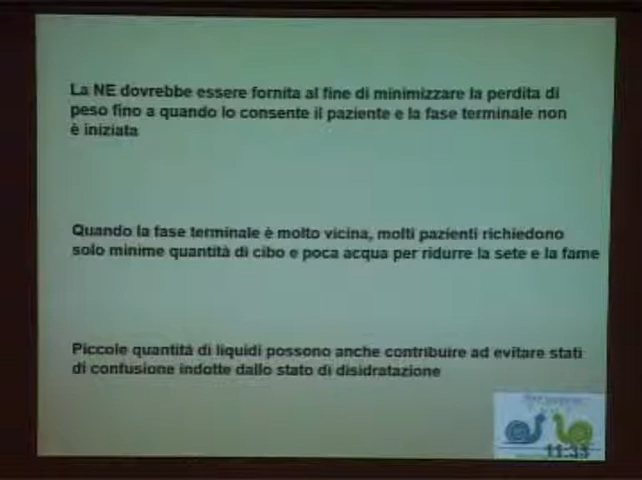 La NE dovrebbe essere fornita al fine di minimizzare la perdita di
peso fino a quando lo consente il paziente e la fase terminale non
è iniziata
Quando la fase terminale è molto vicina, molti pazienti richiedono
solo minime quantità di cibo e poca acqua per ridurre la sete e la fame
Piccole quantità di liquidi possono anche contribuire ad evitare stati
di confusione indotte dallo stato di disidratazione
11:33